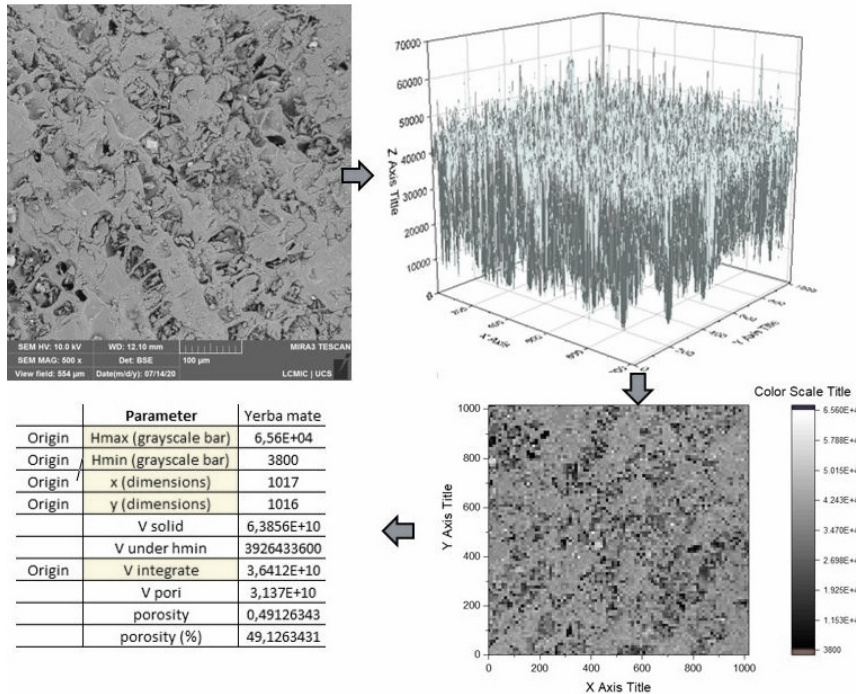 SEM HV: 10.0 kV WD: 12.10 mm MIRA3 TESCAN
SEM MAG: 500 x Det: BSE 100 µm
View field: 554 µm Date(m/d/y): 07/14/20 LCMIC | UCS
70000
60000
50000
40000
30000
20000
10000
0
Z Axis Title
X Axis
Y Axis Title
Parameter Yerba mate
Origin Hmax (grayscale bar) 6,56E+04
Origin Hmin (grayscale bar) 3800
Origin x (dimensions) 1017
Origin y (dimensions) 1016
V solid 6,3856E+10
V under hmin 3926433600
Origin V integrate 3,6412E+10
V pori 3,137E+10
porosity 0,49126343
porosity (%) 49,1263431
Color Scale Title
1000
800
600
400
200
0
Y Axis Title
0 200 400 600 800 1000
X Axis Title
6.560E+4
5.788E+4
5.015E+4
4.243E+4
3.470E+4
2.698E+4
1.925E+4
1.153E+4
3800